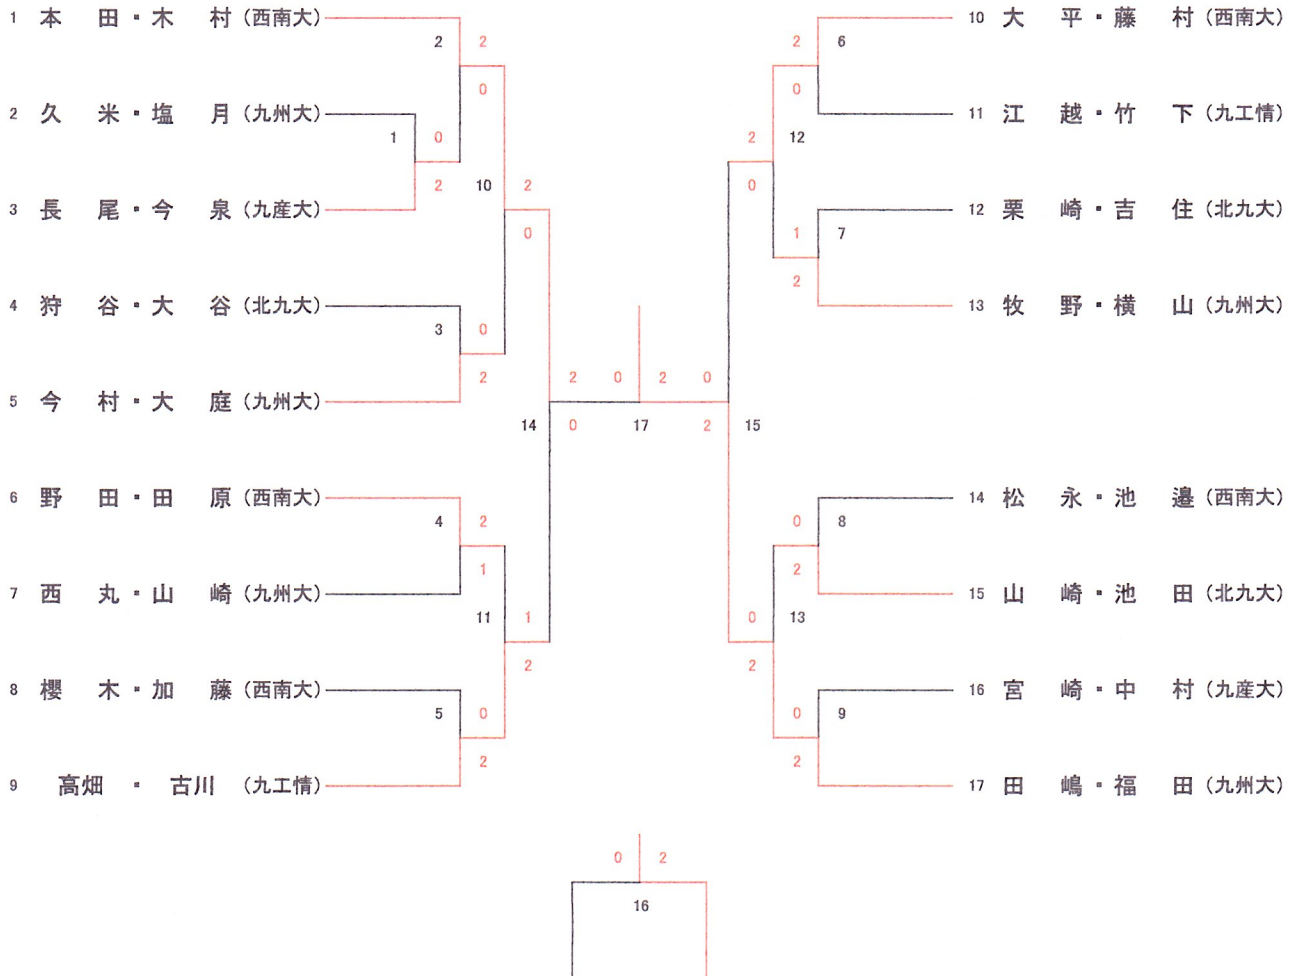 1 本田・木村（西南大）
2
2
0
2 久米・塩月（九州大）
1
0
2
3 長尾・今泉（九産大）
10
2
0
4 狩谷・大谷（北九大）
3
0
2
5 今村・大庭（九州大）
14
2
0
6 野田・田原（西南大）
4
2
1
7 西丸・山崎（九州大）
11
1
2
8 櫻木・加藤（西南大）
5
0
2
9 高畑・古川（九工情）
0 2
17
10 大平・藤村（西南大）
6
2
0
11 江越・竹下（九工情）
12
2
0
12 栗崎・吉住（北九大）
7
1
2
13 牧野・横山（九州大）
0
2
15
14 松永・池邉（西南大）
8
0
2
15 山崎・池田（北九大）
13
0
2
16 宮崎・中村（九産大）
9
0
2
17 田嶋・福田（九州大）
0 2
16